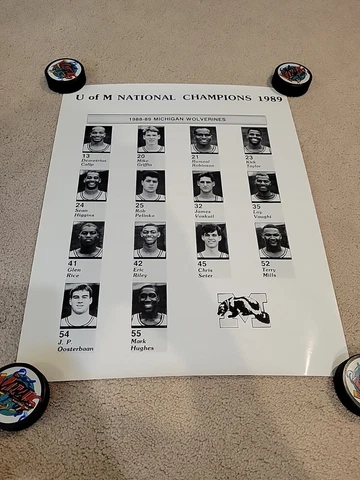 U of M NATIONAL CHAMPIONS 1989
1988-89 MICHIGAN WOLVERINES
13
Demetrius
Calip
20
Mike
Griffin
21
Rumeal
Robinson
23
Kirk
Taylor
24
Sean
Higgins
25
Rob
Pelinka
32
James
Voskuil
35
Loy
Vaught
41
Glen
Rice
42
Eric
Riley
45
Chris
Seter
52
Terry
Mills
54
J. P.
Oosterbaan
55
Mark
Hughes
M